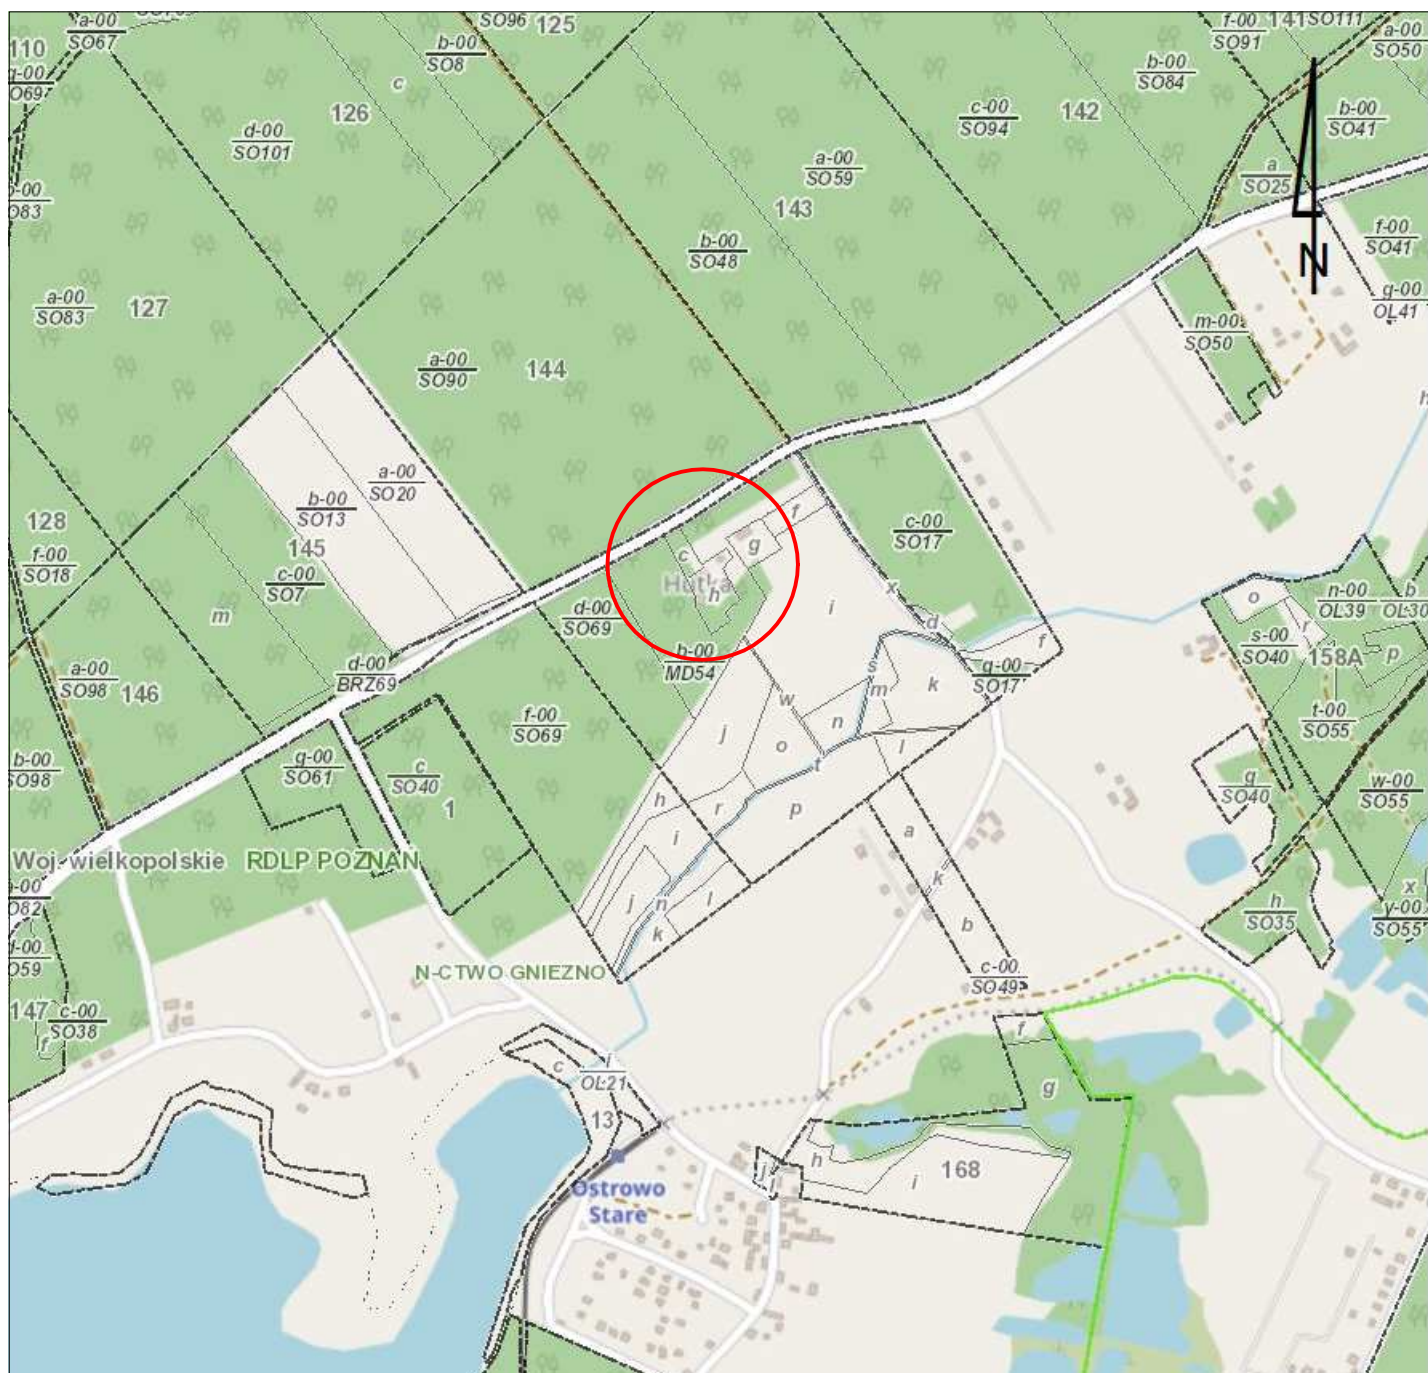 a-00
SO67
SO96
125
b-00
SO8
f-00
SO91
141
SO111
a-00
SO50
110
SO69
c
126
d-00
SO101
b-00
SO84
c-00
SO94
142
b-00
SO41
a-00
SO59
a
SO25
143
b-00
SO48
f-00
SO41
N
a-00
SO83
127
g-00
OL41
m-00
SO50
a-00
SO90
144
a-00
SO20
b-00
SO13
128
f-00
SO18
145
c-00
SO7
m
f
c
g
Hutka
h
c-00
SO17
i
x
d
f
d-00
SO69
b-00
MD54
s
m
k
g-00
SO17
o
r
n-00
OL39
b
OL30
s-00
SO40
158A
p
t-00
SO55
a-00
SO98
146
d-00
BRZ69
w
n
j
o
l
t
f-00
SO69
b-00
SO98
g-00
SO61
c
SO40
1
h
r
i
p
g
SO40
w-00
SO55
Woj. wielkopolskie
RDLP POZNAŃ
a
k
b
j
n
l
k
x
y-00
SO55
h
SO35
N-CTWO GNIEZNO
c-00
SO49
147
c-00
SO38
f
c
i
OL21
13
f
g
j
h
i
168
Ostrowo
Stare